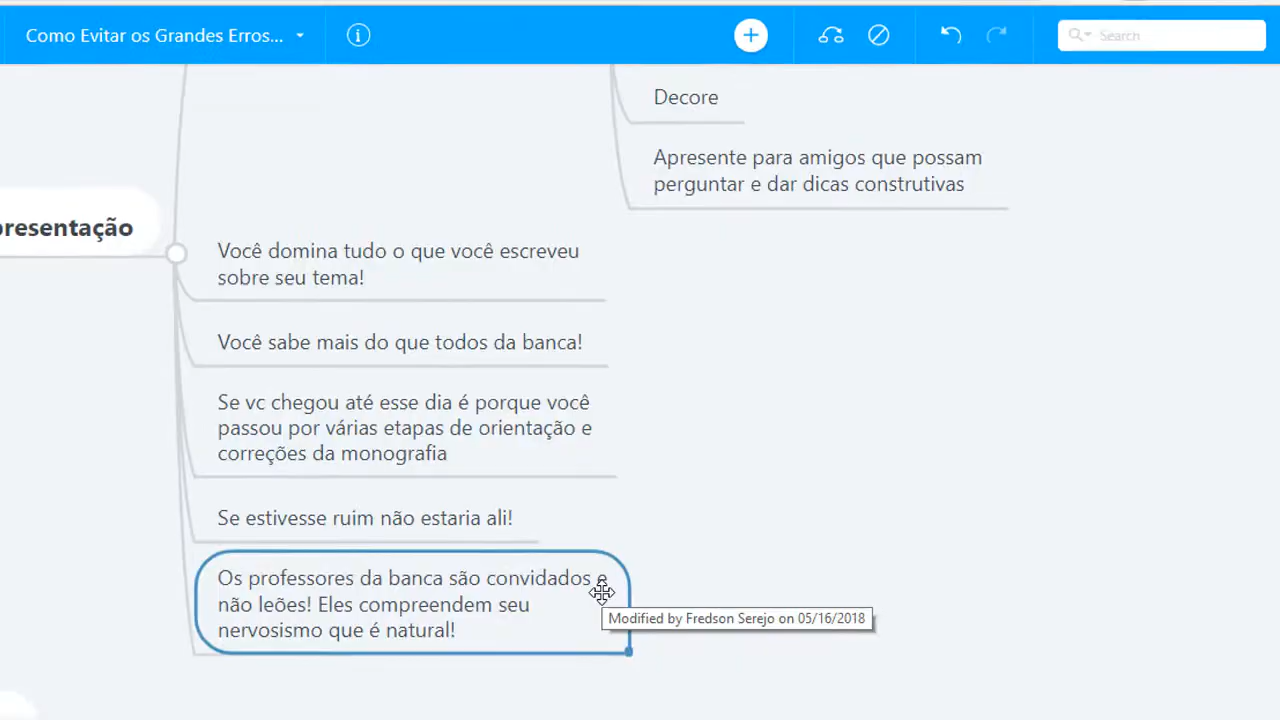 Como Evitar os Grandes Erros...
Search
Decore
Apresente para amigos que possam
perguntar e dar dicas construtivas
presentação
Você domina tudo o que você escreveu
sobre seu tema!
Você sabe mais do que todos da banca!
Se vc chegou até esse dia é porque você
passou por várias etapas de orientação e
correções da monografia
Se estivesse ruim não estaria ali!
Os professores da banca são convidados e
não leões! Eles compreendem seu
nervosismo que é natural!
Modified by Fredson Serejo on 05/16/2018